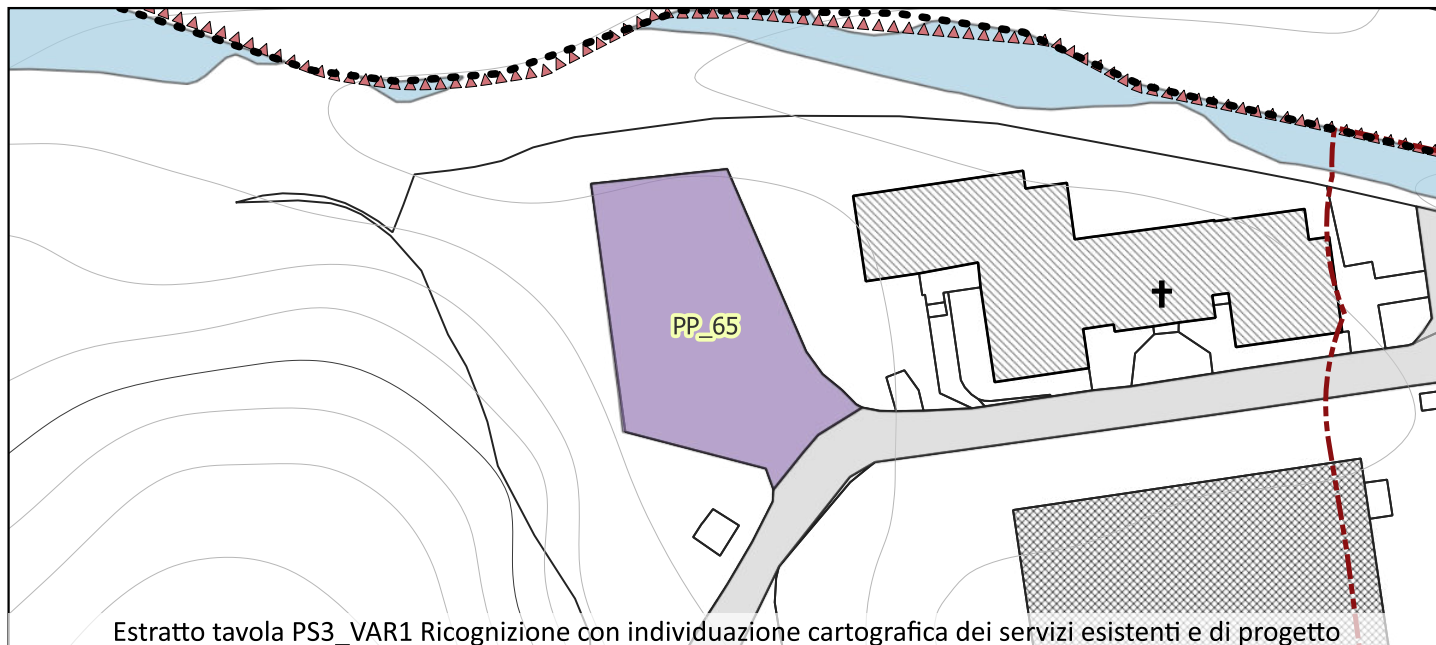 PP_65
Estratto tavola PS3_VAR1 Ricognizione con individuazione cartografica dei servizi esistenti e di progetto